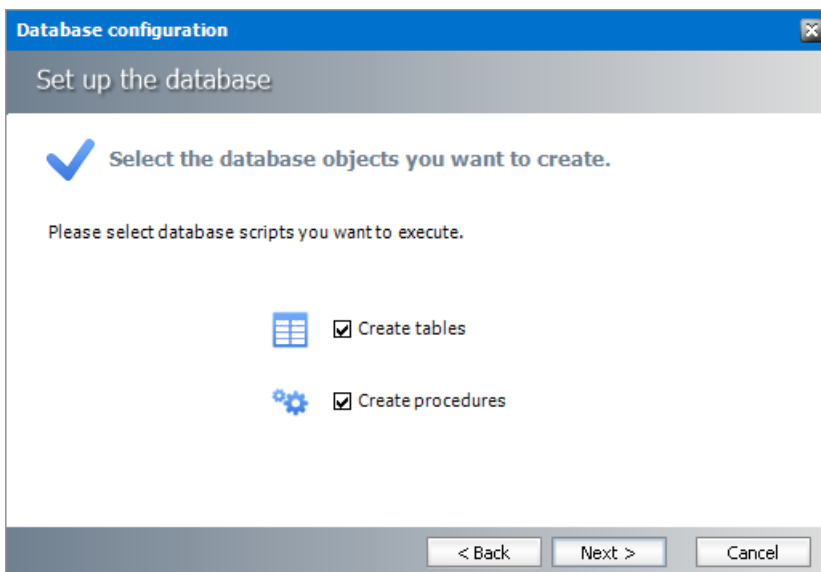 Database configuration
Set up the database
Select the database objects you want to create.
Please select database scripts you want to execute.
Create tables
Create procedures
< Back
Next >
Cancel